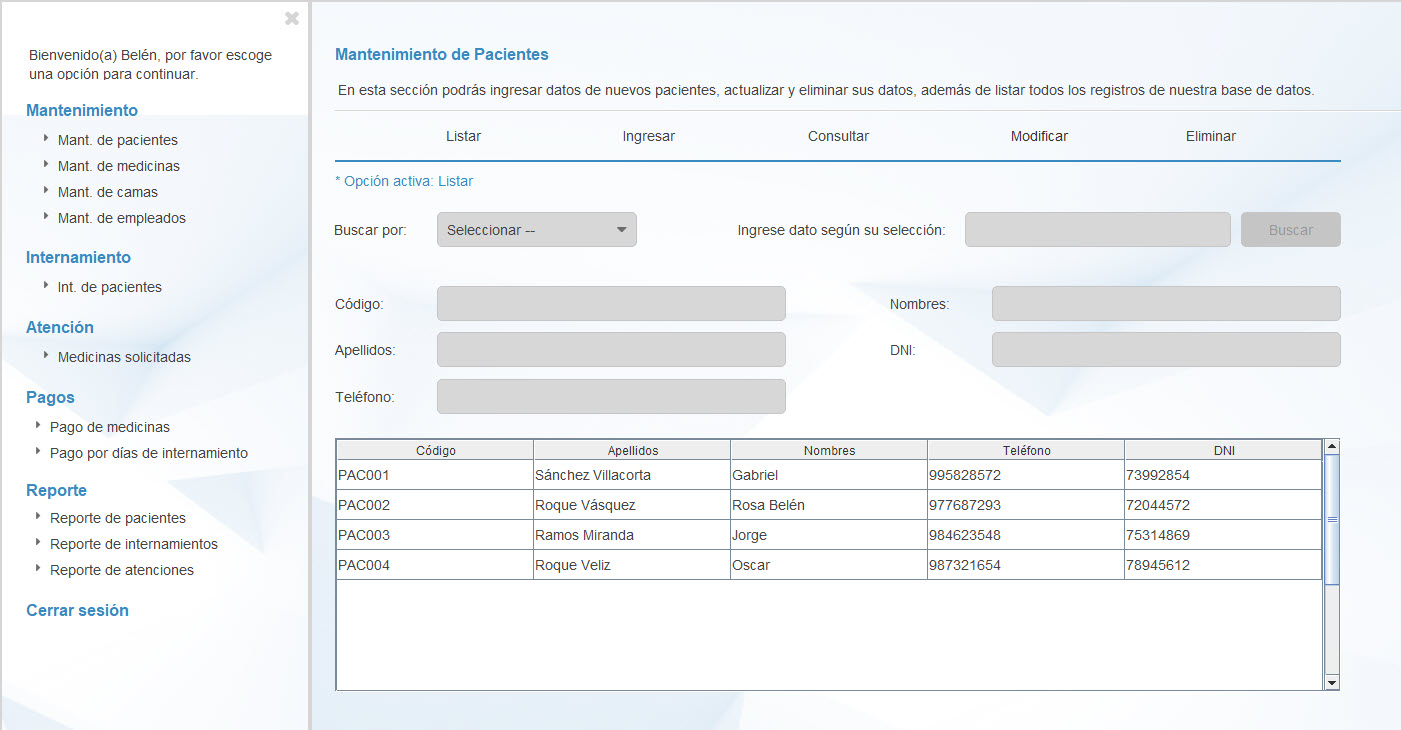 Bienvenido(a) Belén, por favor escoge
una opción para continuar.
Mantenimiento
Mant. de pacientes
Mant. de medicinas
Mant. de camas
Mant. de empleados
Internamiento
Int. de pacientes
Atención
Medicinas solicitadas
Pagos
Pago de medicinas
Pago por días de internamiento
Reporte
Reporte de pacientes
Reporte de internamientos
Reporte de atenciones
Cerrar sesión
Mantenimiento de Pacientes
En esta sección podrás ingresar datos de nuevos pacientes, actualizar y eliminar sus datos, además de listar todos los registros de nuestra base de datos.
Listar Ingresar Consultar Modificar Eliminar
* Opción activa: Listar
Buscar por: Seleccionar -- Ingrese dato según su selección: Buscar
Código: Nombres:
Apellidos: DNI:
Teléfono:
Código Apellidos Nombres Teléfono DNI
PAC001 Sánchez Villacorta Gabriel 995828572 73992854
PAC002 Roque Vásquez Rosa Belén 977687293 72044572
PAC003 Ramos Miranda Jorge 984623548 75314869
PAC004 Roque Veliz Oscar 987321654 78945612